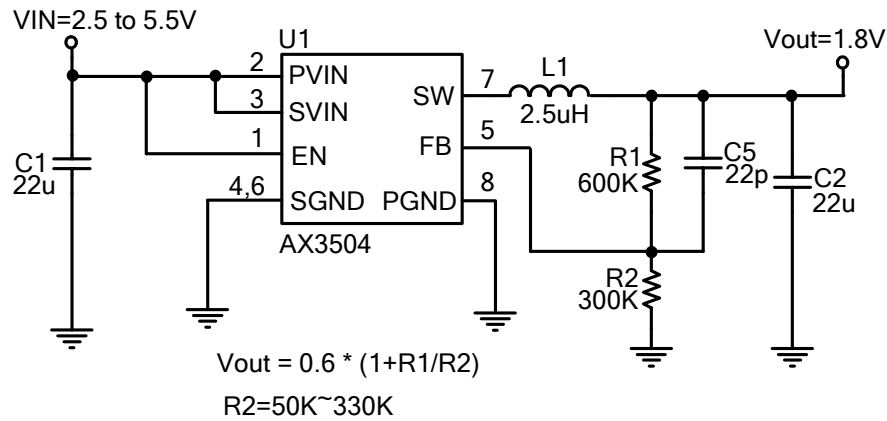 VIN=2.5 to 5.5V
U1
Vout=1.8V
2
PVIN
SW
7
L1
2.5uH
3
SVIN
1
EN
FB
5
C1
22u
R1
600K
C5
22p
C2
22u
4,6
SGND
PGND
8
AX3504
R2
300K
Vout = 0.6 * (1+R1/R2)
R2=50K~330K